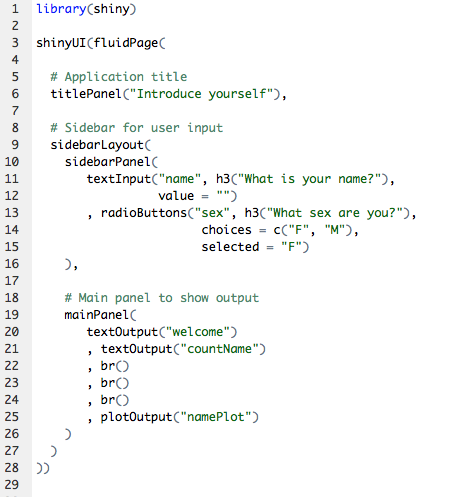 1 library(shiny)
2
3 shinyUI(fluidPage(
4
5   # Application title
6   titlePanel("Introduce yourself"),
7
8   # Sidebar for user input
9   sidebarLayout(
10     sidebarPanel(
11        textInput("name", h3("What is your name?"),
12                  value = "")
13        , radioButtons("sex", h3("What sex are you?"),
14                        choices = c("F", "M"),
15                        selected = "F")
16     ),
17
18     # Main panel to show output
19     mainPanel(
20        textOutput("welcome")
21        , textOutput("countName")
22        , br()
23        , br()
24        , br()
25        , plotOutput("namePlot")
26     )
27   )
28 ))
29